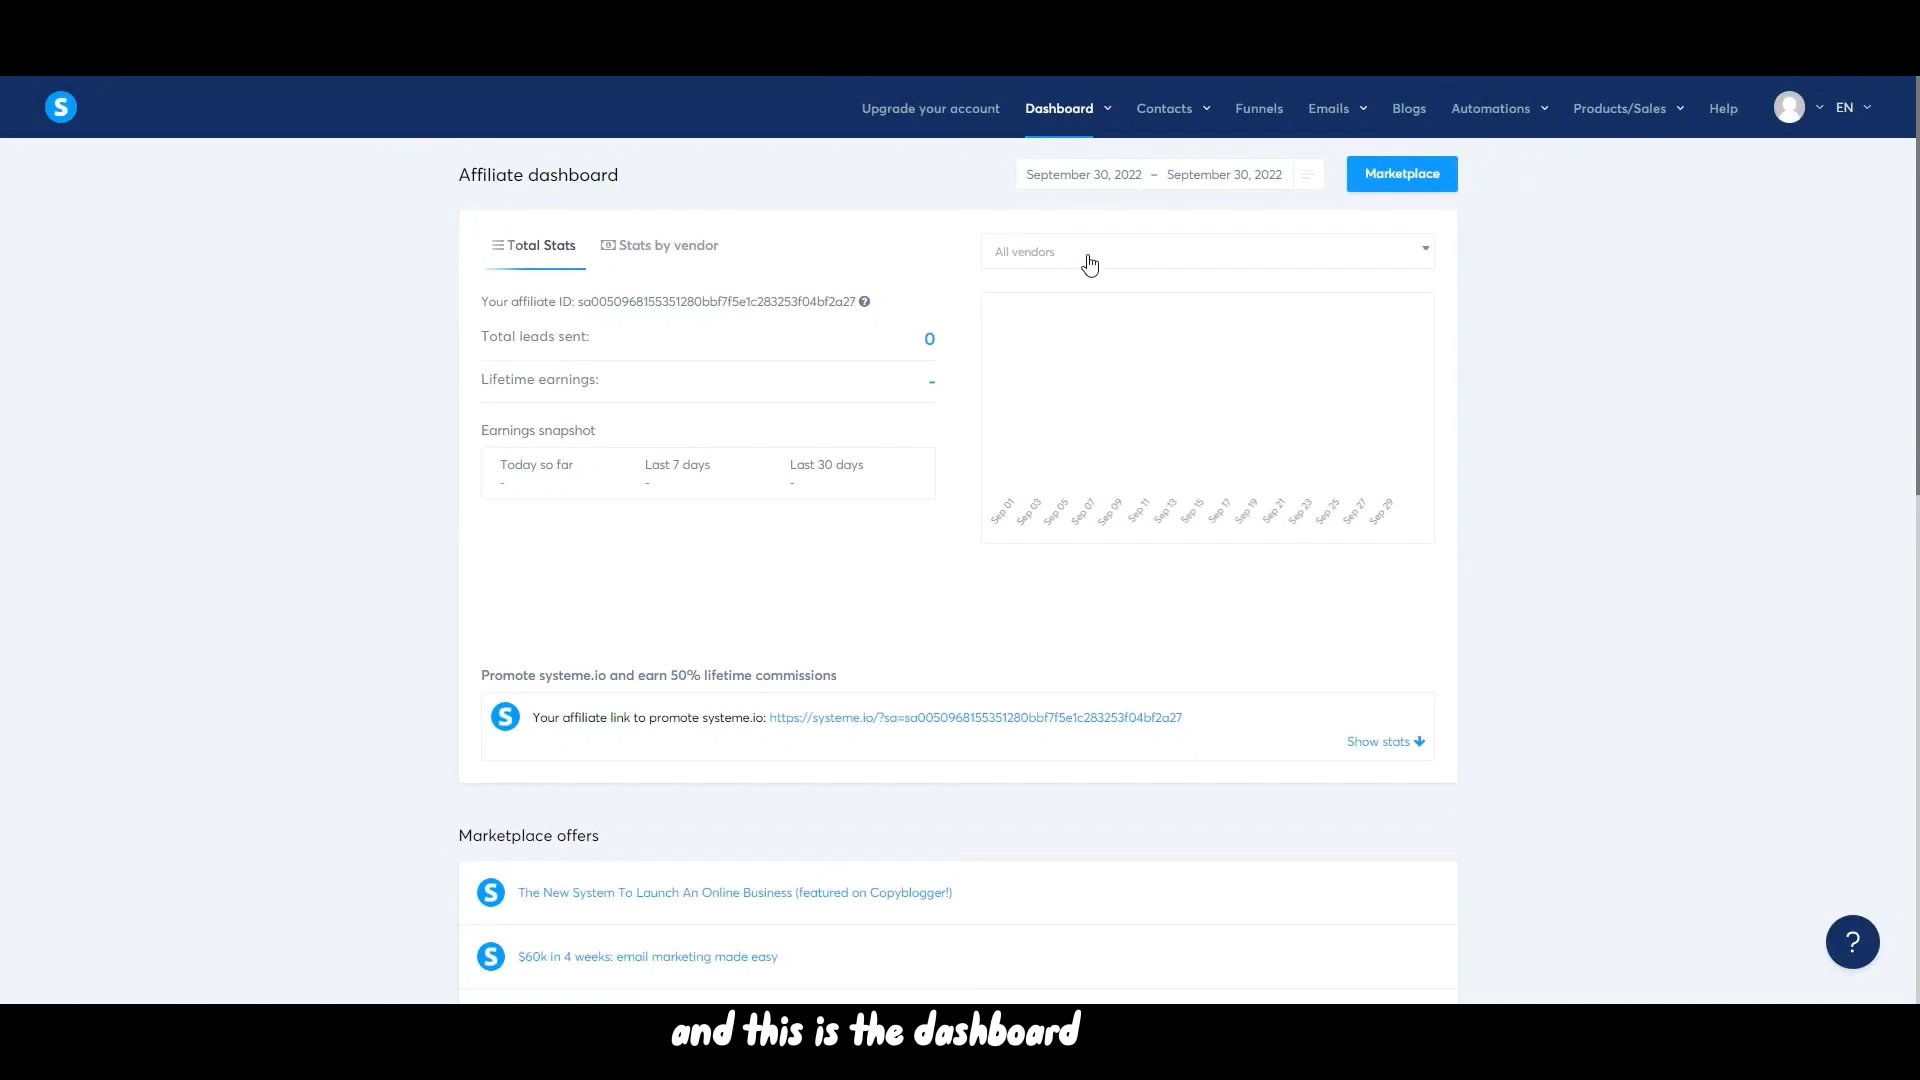 S
Upgrade your account
Dashboard
Contacts
Funnels
Emails
Blogs
Automations
Products/Sales
Help
EN
Affiliate dashboard
September 30, 2022 – September 30, 2022
Marketplace
Total Stats
Stats by vendor
All vendors
Your affiliate ID: sa0050968155351280bbf7f5e1c283253f04bf2a27 ?
Total leads sent: 0
Lifetime earnings: -
Earnings snapshot
Today so far
-
Last 7 days
-
Last 30 days
-
Sep 01 Sep 03 Sep 05 Sep 07 Sep 09 Sep 11 Sep 13 Sep 15 Sep 17 Sep 19 Sep 21 Sep 23 Sep 25 Sep 27 Sep 29
Promote systeme.io and earn 50% lifetime commissions
S
Your affiliate link to promote systeme.io: https://systeme.io/?sa=sa0050968155351280bbf7f5e1c283253f04bf2a27
Show stats
Marketplace offers
S
The New System To Launch An Online Business (featured on Copyblogger!)
S
$60k in 4 weeks: email marketing made easy
?
and this is the dashboard